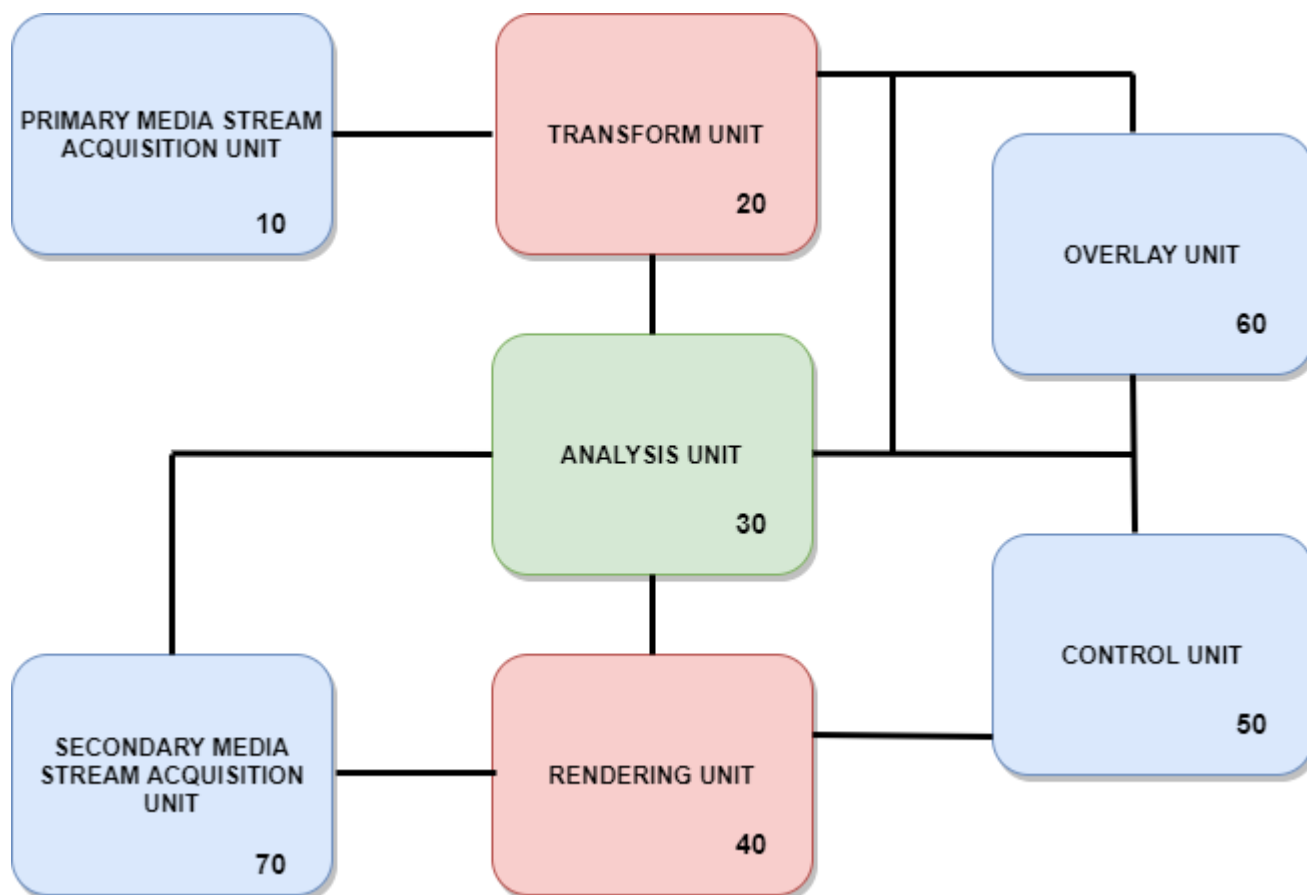 PRIMARY MEDIA STREAM
ACQUISITION UNIT
10
TRANSFORM UNIT
20
OVERLAY UNIT
60
ANALYSIS UNIT
30
CONTROL UNIT
50
SECONDARY MEDIA
STREAM ACQUISITION
UNIT
70
RENDERING UNIT
40